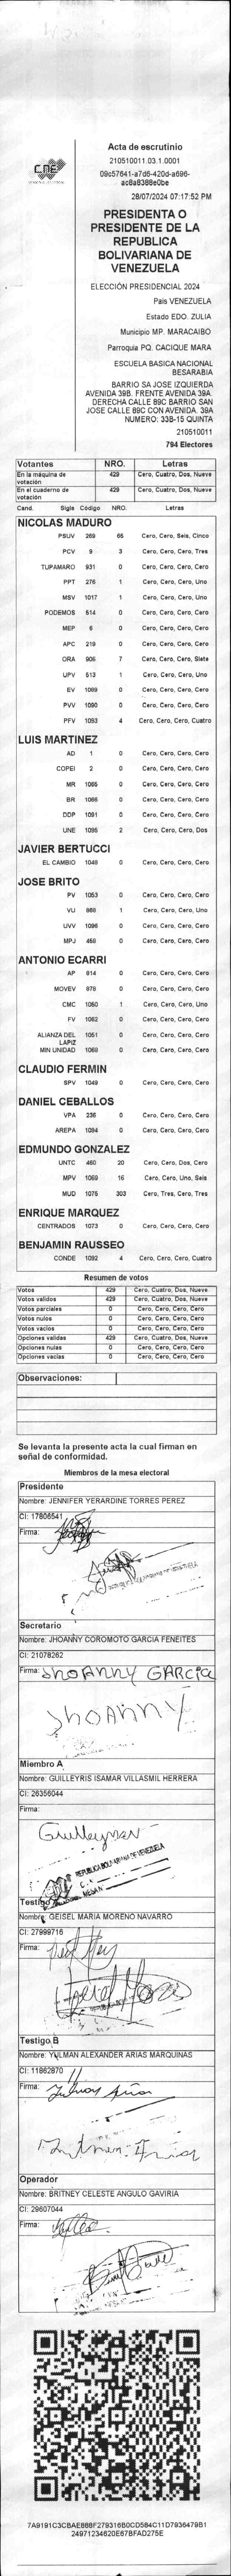 CNE
Acta de escrutinio
210510011.03.1.0001
09c57641-a7d6-420d-a696-
ac8a8388e0be
28/07/2024 07:17:52 PM
PRESIDENTA O
PRESIDENTE DE LA
REPUBLICA
BOLIVARIANA DE
VENEZUELA
ELECCIÓN PRESIDENCIAL 2024
Pais VENEZUELA
Estado EDO. ZULIA
Municipio MP. MARACAIBO
Parroquia PQ. CACIQUE MARA
ESCUELA BASICA NACIONAL
BESARABIA
BARRIO SA JOSE IZQUIERDA
AVENIDA 39B. FRENTE AVENIDA 39A.
DERECHA CALLE 89C BARRIO SAN
JOSE CALLE 89C CON AVENIDA. 39A
NUMERO: 33B-15 QUINTA
210510011
794 Electores
Votantes NRO. Letras
En la máquina de votación 429 Cero, Cuatro, Dos, Nueve
En el cuaderno de votación 429 Cero, Cuatro, Dos, Nueve
Cand. Sigla Código NRO. Letras
NICOLAS MADURO
PSUV 269 65 Cero, Cero, Seis, Cinco
PCV 9 3 Cero, Cero, Cero, Tres
TUPAMARO 931 0 Cero, Cero, Cero, Cero
PPT 276 1 Cero, Cero, Cero, Uno
MSV 1017 1 Cero, Cero, Cero, Uno
PODEMOS 514 0 Cero, Cero, Cero, Cero
MEP 6 0 Cero, Cero, Cero, Cero
APC 219 0 Cero, Cero, Cero, Cero
ORA 906 7 Cero, Cero, Cero, Siete
UPV 513 1 Cero, Cero, Cero, Uno
EV 1089 0 Cero, Cero, Cero, Cero
PVV 1090 0 Cero, Cero, Cero, Cero
PFV 1093 4 Cero, Cero, Cero, Cuatro
LUIS MARTINEZ
AD 1 0 Cero, Cero, Cero, Cero
COPEI 2 0 Cero, Cero, Cero, Cero
MR 1065 0 Cero, Cero, Cero, Cero
BR 1066 0 Cero, Cero, Cero, Cero
DDP 1091 0 Cero, Cero, Cero, Cero
UNE 1095 2 Cero, Cero, Cero, Dos
JAVIER BERTUCCI
EL CAMBIO 1048 0 Cero, Cero, Cero, Cero
JOSE BRITO
PV 1053 0 Cero, Cero, Cero, Cero
VU 868 1 Cero, Cero, Cero, Uno
UVV 1096 0 Cero, Cero, Cero, Cero
MPJ 459 0 Cero, Cero, Cero, Cero
ANTONIO ECARRI
AP 914 0 Cero, Cero, Cero, Cero
MOVEV 878 0 Cero, Cero, Cero, Cero
CMC 1050 1 Cero, Cero, Cero, Uno
FV 1062 0 Cero, Cero, Cero, Cero
ALIANZA DEL LAPIZ 1051 0 Cero, Cero, Cero, Cero
MIN UNIDAD 1068 0 Cero, Cero, Cero, Cero
CLAUDIO FERMIN
SPV 1049 0 Cero, Cero, Cero, Cero
DANIEL CEBALLOS
VPA 236 0 Cero, Cero, Cero, Cero
AREPA 1094 0 Cero, Cero, Cero, Cero
EDMUNDO GONZALEZ
UNTC 460 20 Cero, Cero, Dos, Cero
MPV 1069 16 Cero, Cero, Uno, Seis
MUD 1075 303 Cero, Tres, Cero, Tres
ENRIQUE MARQUEZ
CENTRADOS 1073 0 Cero, Cero, Cero, Cero
BENJAMIN RAUSSEO
CONDE 1092 4 Cero, Cero, Cero, Cuatro
Resumen de votos
Votos 429 Cero, Cuatro, Dos, Nueve
Votos validos 429 Cero, Cuatro, Dos, Nueve
Votos parciales 0 Cero, Cero, Cero, Cero
Votos nulos 0 Cero, Cero, Cero, Cero
Votos vacios 0 Cero, Cero, Cero, Cero
Opciones validas 429 Cero, Cuatro, Dos, Nueve
Opciones nulas 0 Cero, Cero, Cero, Cero
Opciones vacias 0 Cero, Cero, Cero, Cero
Observaciones:
Se levanta la presente acta la cual firman en
señal de conformidad.
Miembros de la mesa electoral
Presidente
Nombre: JENNIFER YERARDINE TORRES PEREZ
CI: 17806541
Firma:
Secretario
Nombre: JHOANNY COROMOTO GARCIA FENEITES
CI: 21078262
Firma: JhoANNY GARCIA
JhoANNY
Miembro A
Nombre: GUILLEYRIS ISAMAR VILLASMIL HERRERA
CI: 26356044
Firma:
REPUBLICA BOLIVARIANA DE VENEZUELA
Testigo A
Nombre: GEISEL MARIA MORENO NAVARRO
CI: 27999716
Firma:
Testigo B
Nombre: YILMAN ALEXANDER ARIAS MARQUINAS
CI: 11862870
Firma:
Operador
Nombre: BRITNEY CELESTE ANGULO GAVIRIA
CI: 29607044
Firma:
7A9191C3CBAE888F279316B0CD584C11D7936479B1
24971234620E67BFAD275E